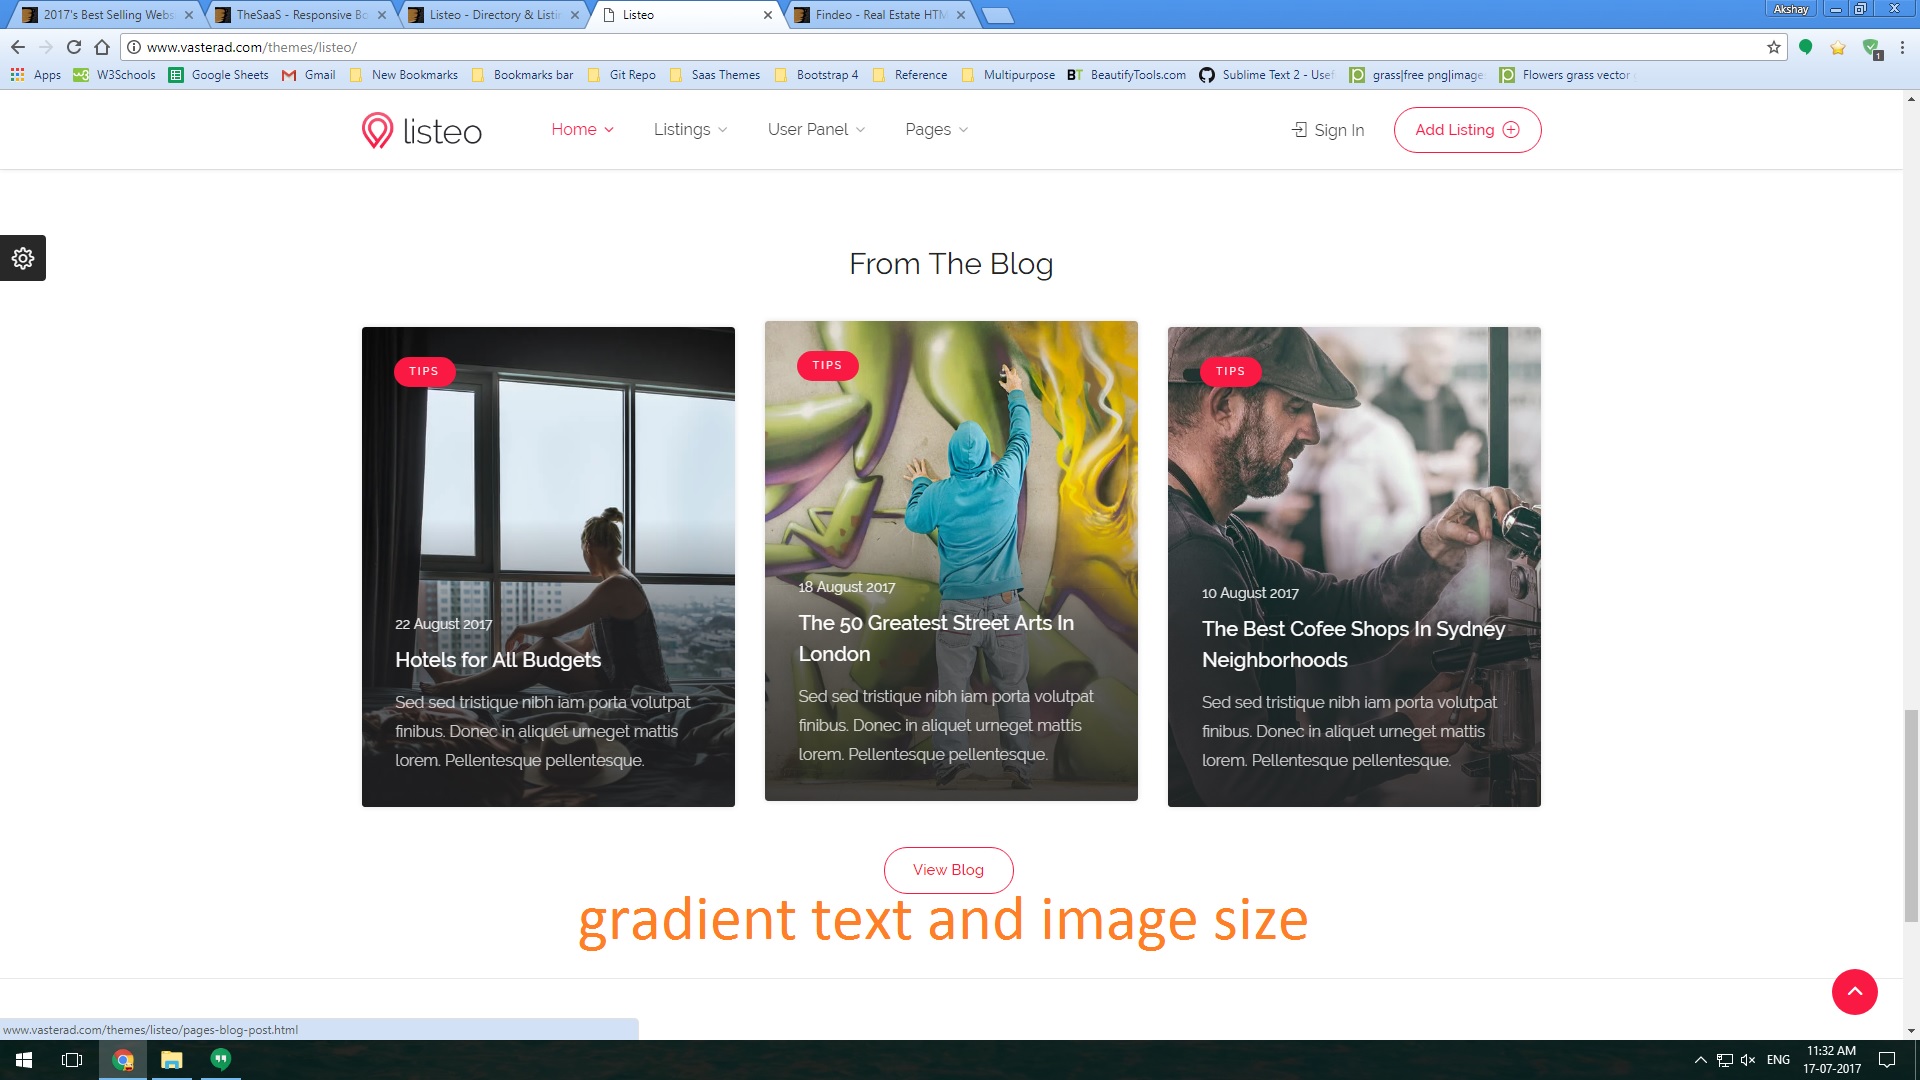 2017's Best Selling Webs
TheSaaS - Responsive Bo
Listeo - Directory & Listi
Listeo
Findeo - Real Estate HTM
Akshay
www.vasterad.com/themes/listeo/
Apps
W3Schools
Google Sheets
Gmail
New Bookmarks
Bookmarks bar
Git Repo
Saas Themes
Bootstrap 4
Reference
Multipurpose
BT BeautifyTools.com
Sublime Text 2 - Usef
grass|free png|image
Flowers grass vector
1
listeo
Home
Listings
User Panel
Pages
Sign In
Add Listing
From The Blog
TIPS
22 August 2017
Hotels for All Budgets
Sed sed tristique nibh iam porta volutpat
finibus. Donec in aliquet urneget mattis
lorem. Pellentesque pellentesque.
TIPS
18 August 2017
The 50 Greatest Street Arts In
London
Sed sed tristique nibh iam porta volutpat
finibus. Donec in aliquet urneget mattis
lorem. Pellentesque pellentesque.
TIPS
10 August 2017
The Best Cofee Shops In Sydney
Neighborhoods
Sed sed tristique nibh iam porta volutpat
finibus. Donec in aliquet urneget mattis
lorem. Pellentesque pellentesque.
View Blog
gradient text and image size
www.vasterad.com/themes/listeo/pages-blog-post.html
ENG
11:32 AM
17-07-2017